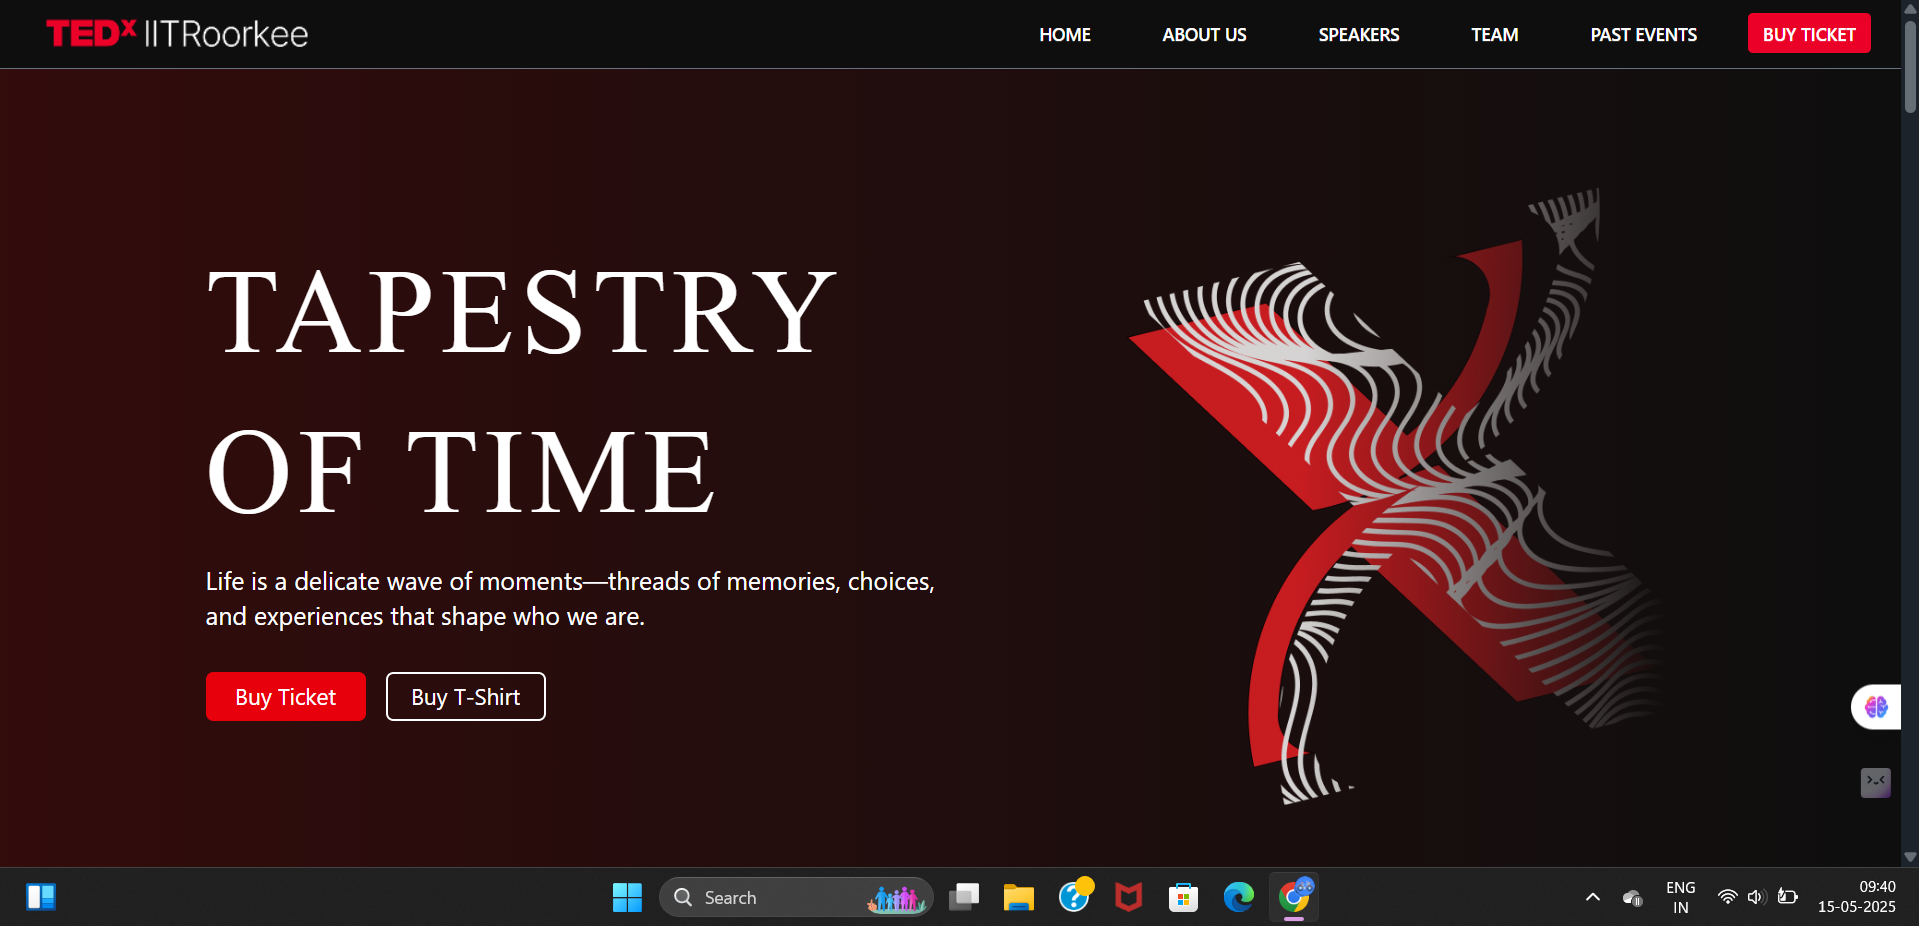 TEDx IITRoorkee
HOME
ABOUT US
SPEAKERS
TEAM
PAST EVENTS
BUY TICKET
TAPESTRY
OF TIME
Life is a delicate wave of moments—threads of memories, choices,
and experiences that shape who we are.
Buy Ticket
Buy T-Shirt
Search
ENG
IN
09:40
15-05-2025